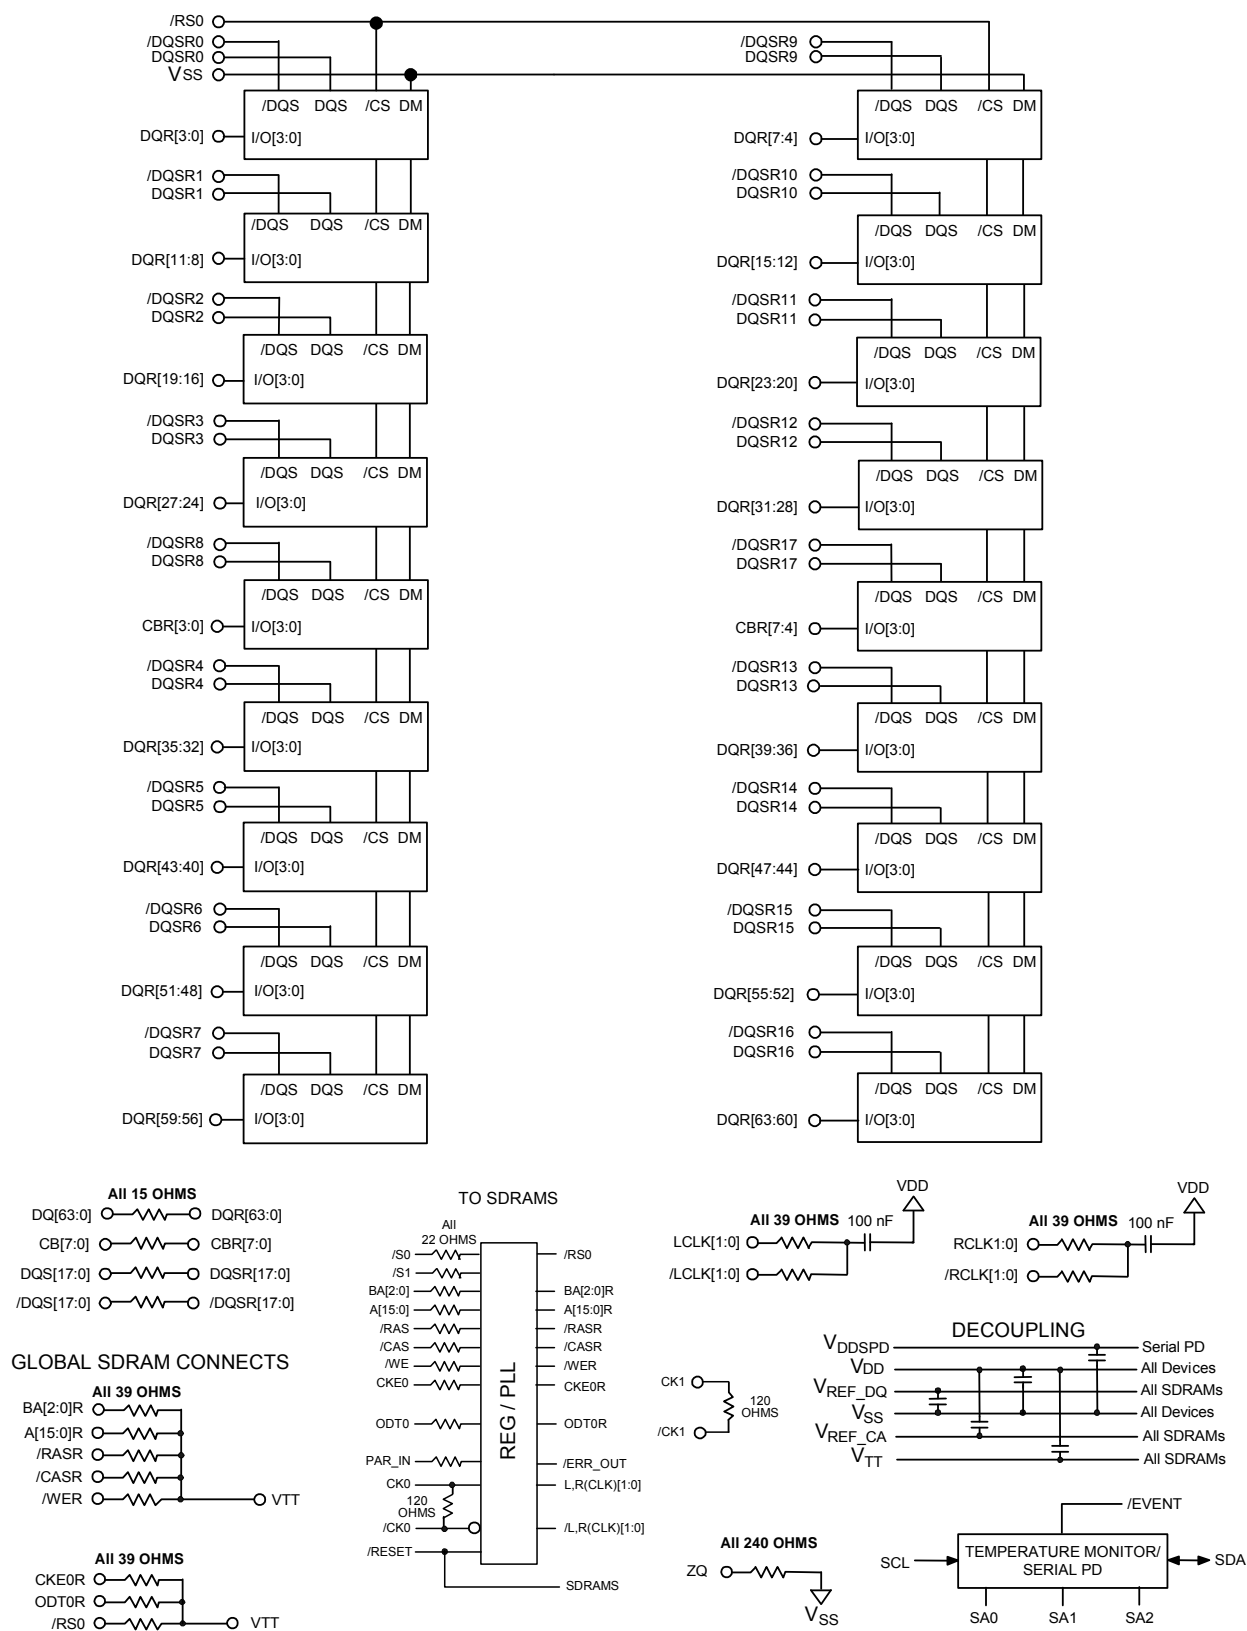 /RS0
/DQSR0
DQSR0
VSS
/DQS DQS /CS DM
DQR[3:0] I/O[3:0]
/DQSR1
DQSR1
/DQS DQS /CS DM
DQR[11:8] I/O[3:0]
/DQSR2
DQSR2
/DQS DQS /CS DM
DQR[19:16] I/O[3:0]
/DQSR3
DQSR3
/DQS DQS /CS DM
DQR[27:24] I/O[3:0]
/DQSR8
DQSR8
/DQS DQS /CS DM
CBR[3:0] I/O[3:0]
/DQSR4
DQSR4
/DQS DQS /CS DM
DQR[35:32] I/O[3:0]
/DQSR5
DQSR5
/DQS DQS /CS DM
DQR[43:40] I/O[3:0]
/DQSR6
DQSR6
/DQS DQS /CS DM
DQR[51:48] I/O[3:0]
/DQSR7
DQSR7
/DQS DQS /CS DM
DQR[59:56] I/O[3:0]
/DQSR9
DQSR9
/DQS DQS /CS DM
DQR[7:4] I/O[3:0]
/DQSR10
DQSR10
/DQS DQS /CS DM
DQR[15:12] I/O[3:0]
/DQSR11
DQSR11
/DQS DQS /CS DM
DQR[23:20] I/O[3:0]
/DQSR12
DQSR12
/DQS DQS /CS DM
DQR[31:28] I/O[3:0]
/DQSR17
DQSR17
/DQS DQS /CS DM
CBR[7:4] I/O[3:0]
/DQSR13
DQSR13
/DQS DQS /CS DM
DQR[39:36] I/O[3:0]
/DQSR14
DQSR14
/DQS DQS /CS DM
DQR[47:44] I/O[3:0]
/DQSR15
DQSR15
/DQS DQS /CS DM
DQR[55:52] I/O[3:0]
/DQSR16
DQSR16
/DQS DQS /CS DM
DQR[63:60] I/O[3:0]
All 15 OHMS
DQ[63:0] DQR[63:0]
CB[7:0] CBR[7:0]
DQS[17:0] DQSR[17:0]
/DQS[17:0] /DQSR[17:0]
GLOBAL SDRAM CONNECTS
All 39 OHMS
BA[2:0]R
A[15:0]R
/RASR
/CASR
/WER VTT
All 39 OHMS
CKE0R
ODT0R
/RS0 VTT
TO SDRAMS
All
22 OHMS
/S0 /RS0
/S1
BA[2:0] BA[2:0]R
A[15:0] A[15:0]R
/RAS /RASR
/CAS /CASR
/WE /WER
CKE0 CKE0R
ODT0 ODT0R
PAR_IN /ERR_OUT
CK0 L,R(CLK)[1:0]
120
OHMS
/CK0 /L,R(CLK)[1:0]
/RESET
SDRAMS
REG / PLL
VDD
All 39 OHMS 100 nF
LCLK[1:0]
/LCLK[1:0]
VDD
All 39 OHMS 100 nF
RCLK1:0]
/RCLK[1:0]
CK1
120
OHMS
/CK1
DECOUPLING
VDDSPD Serial PD
VDD All Devices
VREF_DQ All SDRAMs
VSS All Devices
VREF_CA All SDRAMs
VTT All SDRAMs
All 240 OHMS
ZQ
VSS
/EVENT
SCL TEMPERATURE MONITOR/ SDA
SERIAL PD
SA0 SA1 SA2